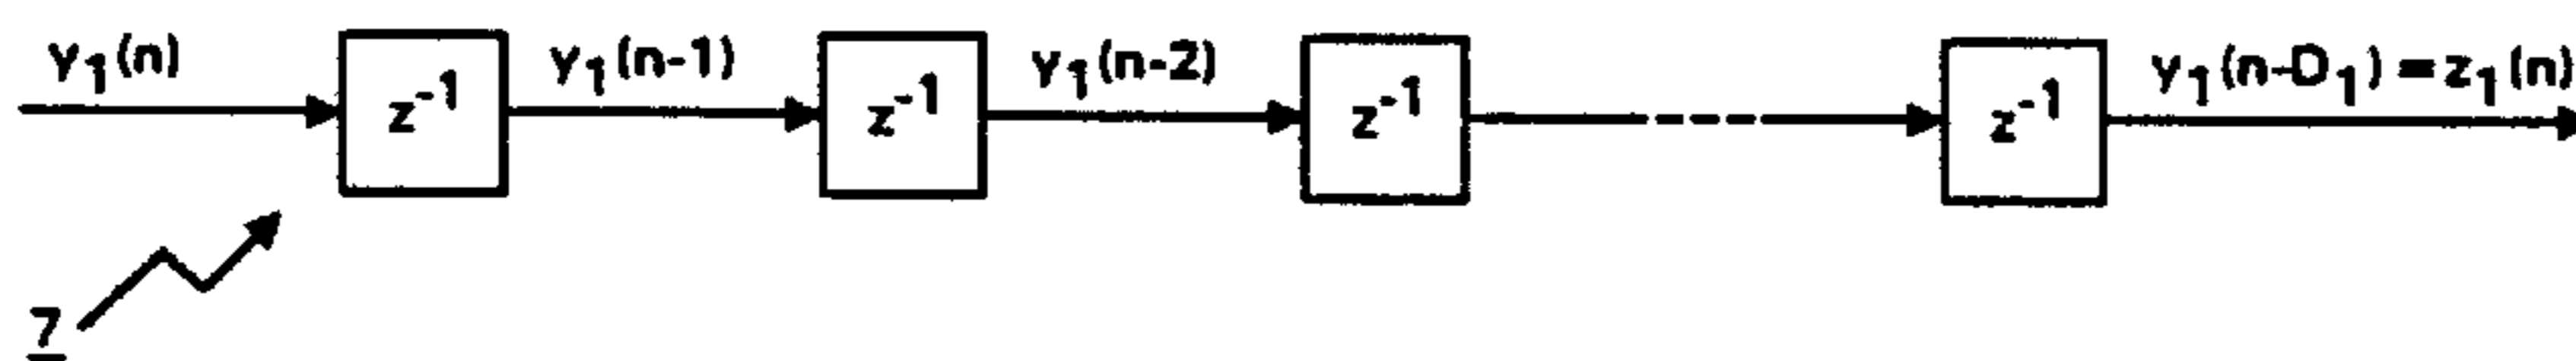 y₁(n)
z⁻¹
y₁(n-1)
z⁻¹
y₁(n-2)
z⁻¹
z⁻¹
y₁(n-D₁) = z₁(n)
7